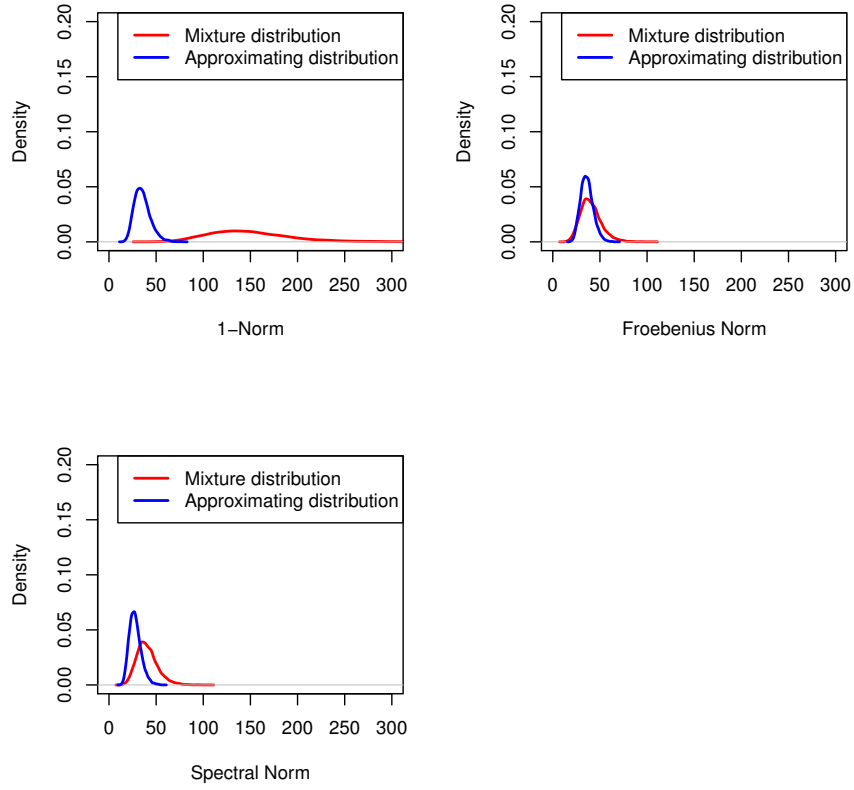 Mixture distribution
Approximating distribution
Density
0.00 0.05 0.10 0.15 0.20
0 50 100 150 200 250 300
1−Norm
Mixture distribution
Approximating distribution
Density
0.00 0.05 0.10 0.15 0.20
0 50 100 150 200 250 300
Froebenius Norm
Mixture distribution
Approximating distribution
Density
0.00 0.05 0.10 0.15 0.20
0 50 100 150 200 250 300
Spectral Norm